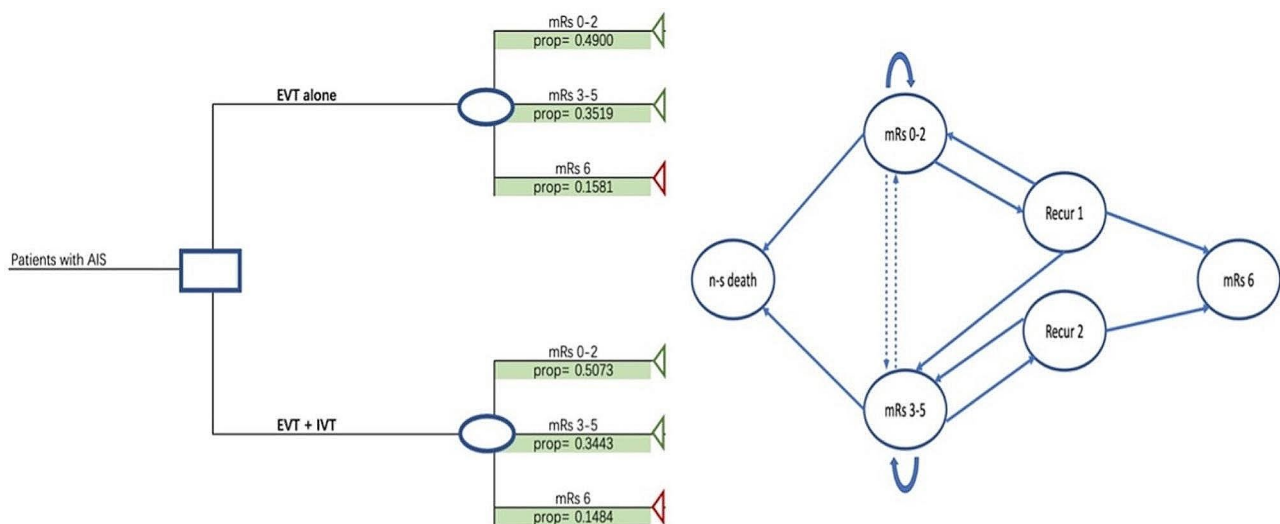 mRs 0-2
prop= 0.4900
EVT alone
mRs 3-5
prop= 0.3519
mRs 6
prop= 0.1581
Patients with AIS
mRs 0-2
prop= 0.5073
EVT + IVT
mRs 3-5
prop= 0.3443
mRs 6
prop= 0.1484
mRs 0-2
Recur 1
n-s death
mRs 6
Recur 2
mRs 3-5